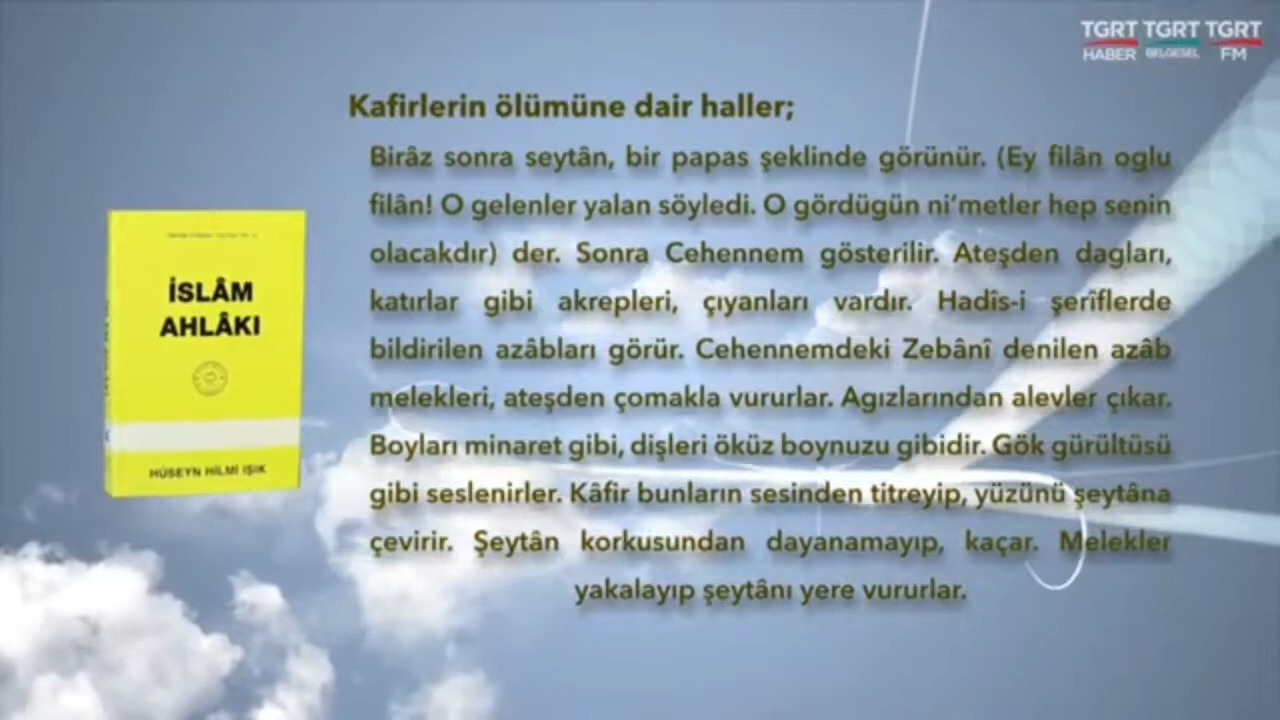 TGRT HABER TGRT BELGESEL TGRT FM
Kafirlerin ölümüne dair haller;
Birâz sonra seytân, bir papas şeklinde görünür. (Ey filân oglu
filân! O gelenler yalan söyledi. O gördügün ni’metler hep senin
olacakdır) der. Sonra Cehennem gösterilir. Ateşden dagları,
katırlar gibi akrepleri, çıyanları vardır. Hadîs-i şerîflerde
bildirilen azâbları görür. Cehennemdeki Zebânî denilen azâb
melekleri, ateşden çomakla vururlar. Agızlarından alevler çıkar.
Boyları minaret gibi, dişleri öküz boynuzu gibidir. Gök gürültüsü
gibi seslenirler. Kâfir bunların sesinden titreyip, yüzünü şeytâna
çevirir. Şeytân korkusundan dayanamayıp, kaçar. Melekler
yakalayıp şeytânı yere vururlar.
İSLÂM
AHLÂKI
HÜSEYN HİLMİ IŞIK